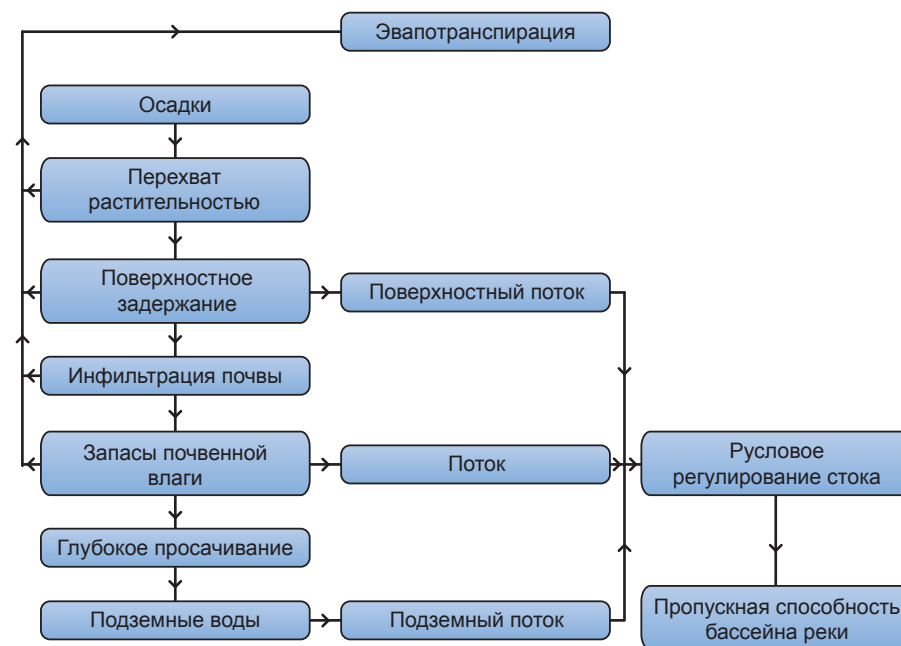 Эвапотранспирация
Осадки
Перехват
растительностью
Поверхностное
задержание
Поверхностный поток
Инфильтрация почвы
Запасы почвенной
влаги
Поток
Русловое
регулирование стока
Глубокое просачивание
Подземные воды
Подземный поток
Пропускная способность
бассейна реки